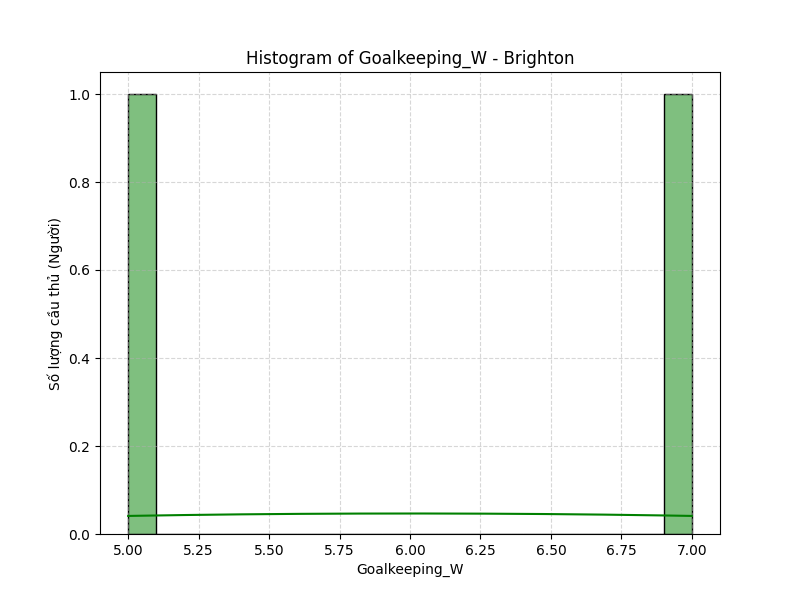 Histogram of Goalkeeping_W - Brighton
Số lượng cầu thủ (Người)
1.0
0.8
0.6
0.4
0.2
0.0
5.00 5.25 5.50 5.75 6.00 6.25 6.50 6.75 7.00
Goalkeeping_W